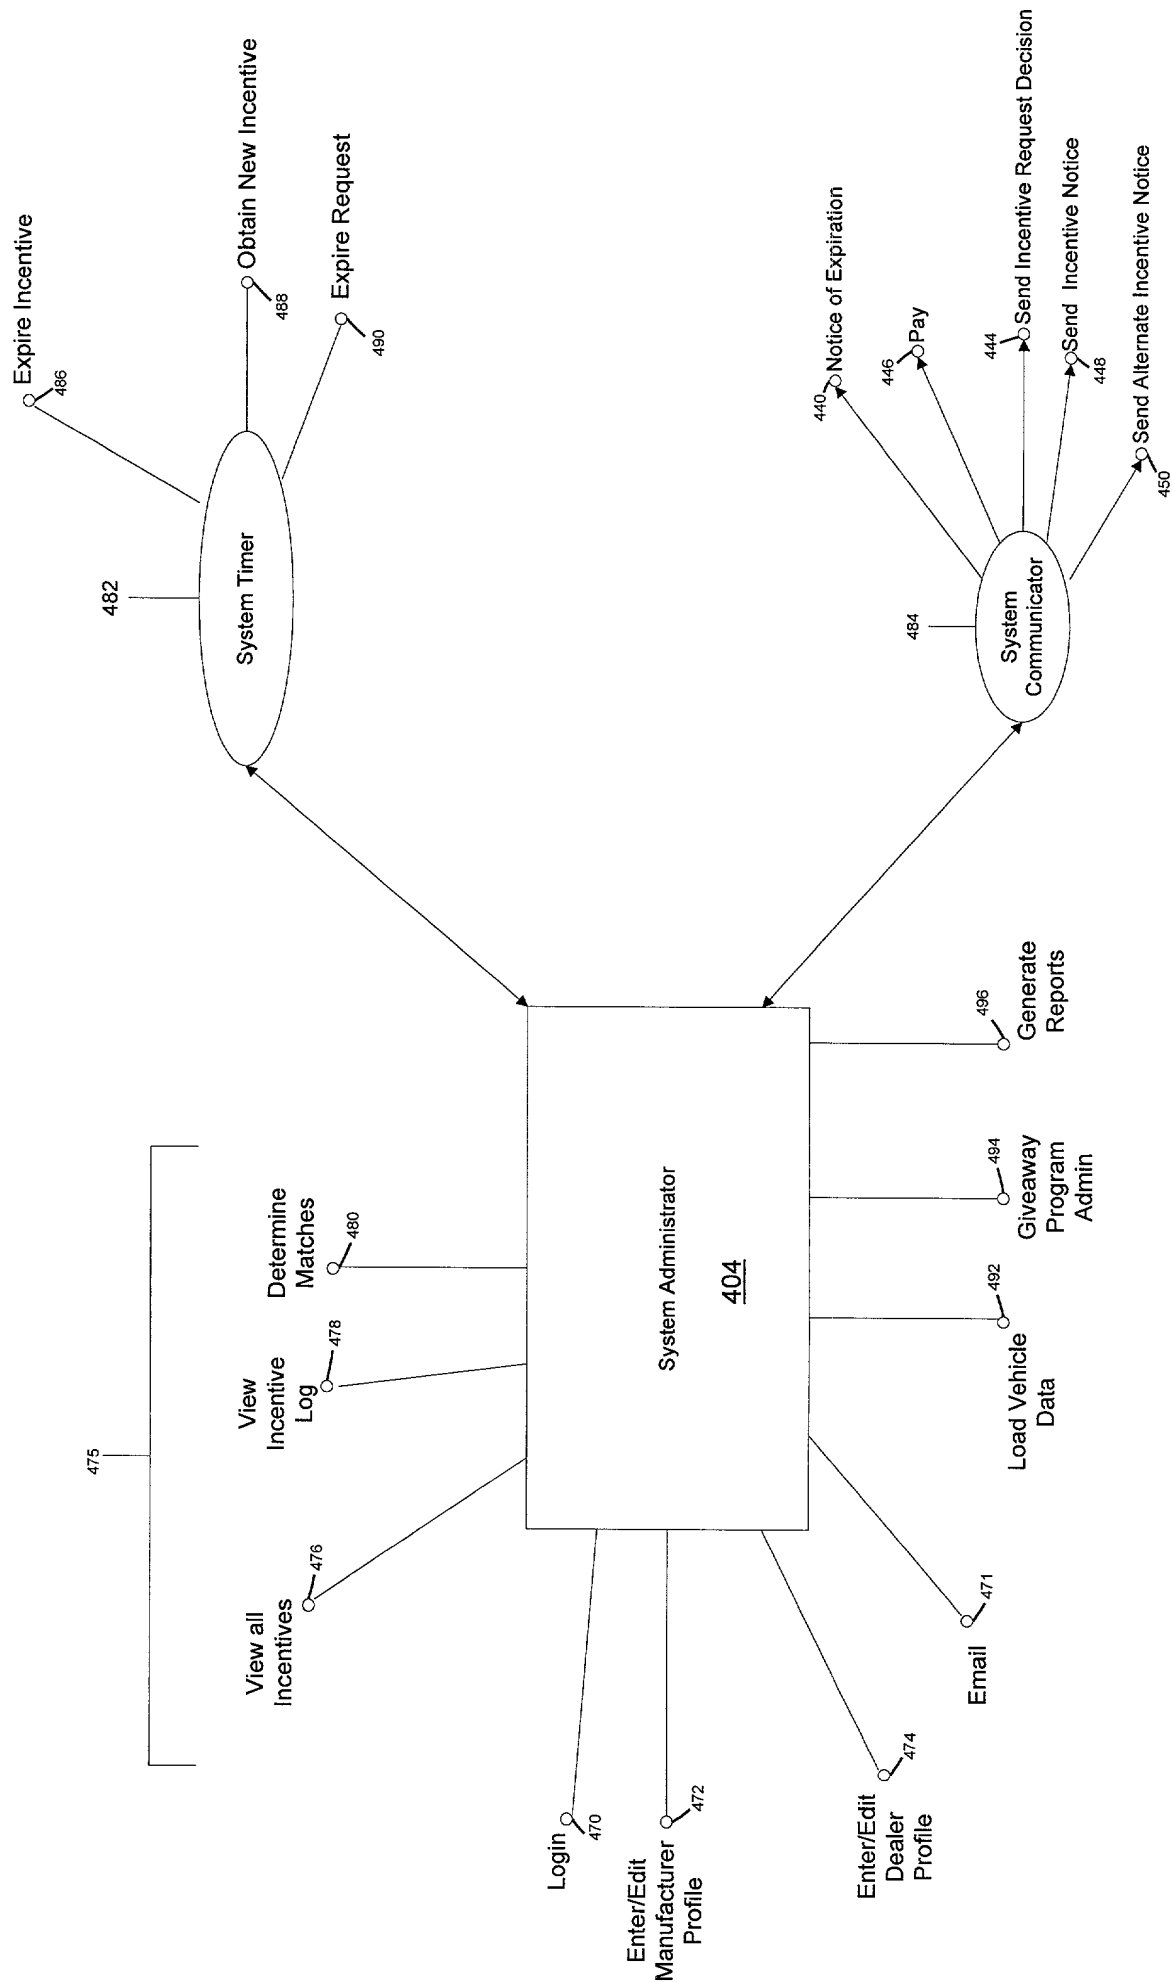 475
View all
Incentives
476
View
Incentive
Log
478
Determine
Matches
480
482
System Timer
Expire Incentive
486
Obtain New Incentive
488
Expire Request
490
Login
470
Enter/Edit
Manufacturer
Profile
472
Enter/Edit
Dealer
Profile
474
Email
471
System Administrator
404
Load Vehicle
Data
492
Giveaway
Program
Admin
494
Generate
Reports
496
484
System
Communicator
440
Notice of Expiration
446
Pay
444
Send Incentive Request Decision
Send Incentive Notice
448
Send Alternate Incentive Notice
450